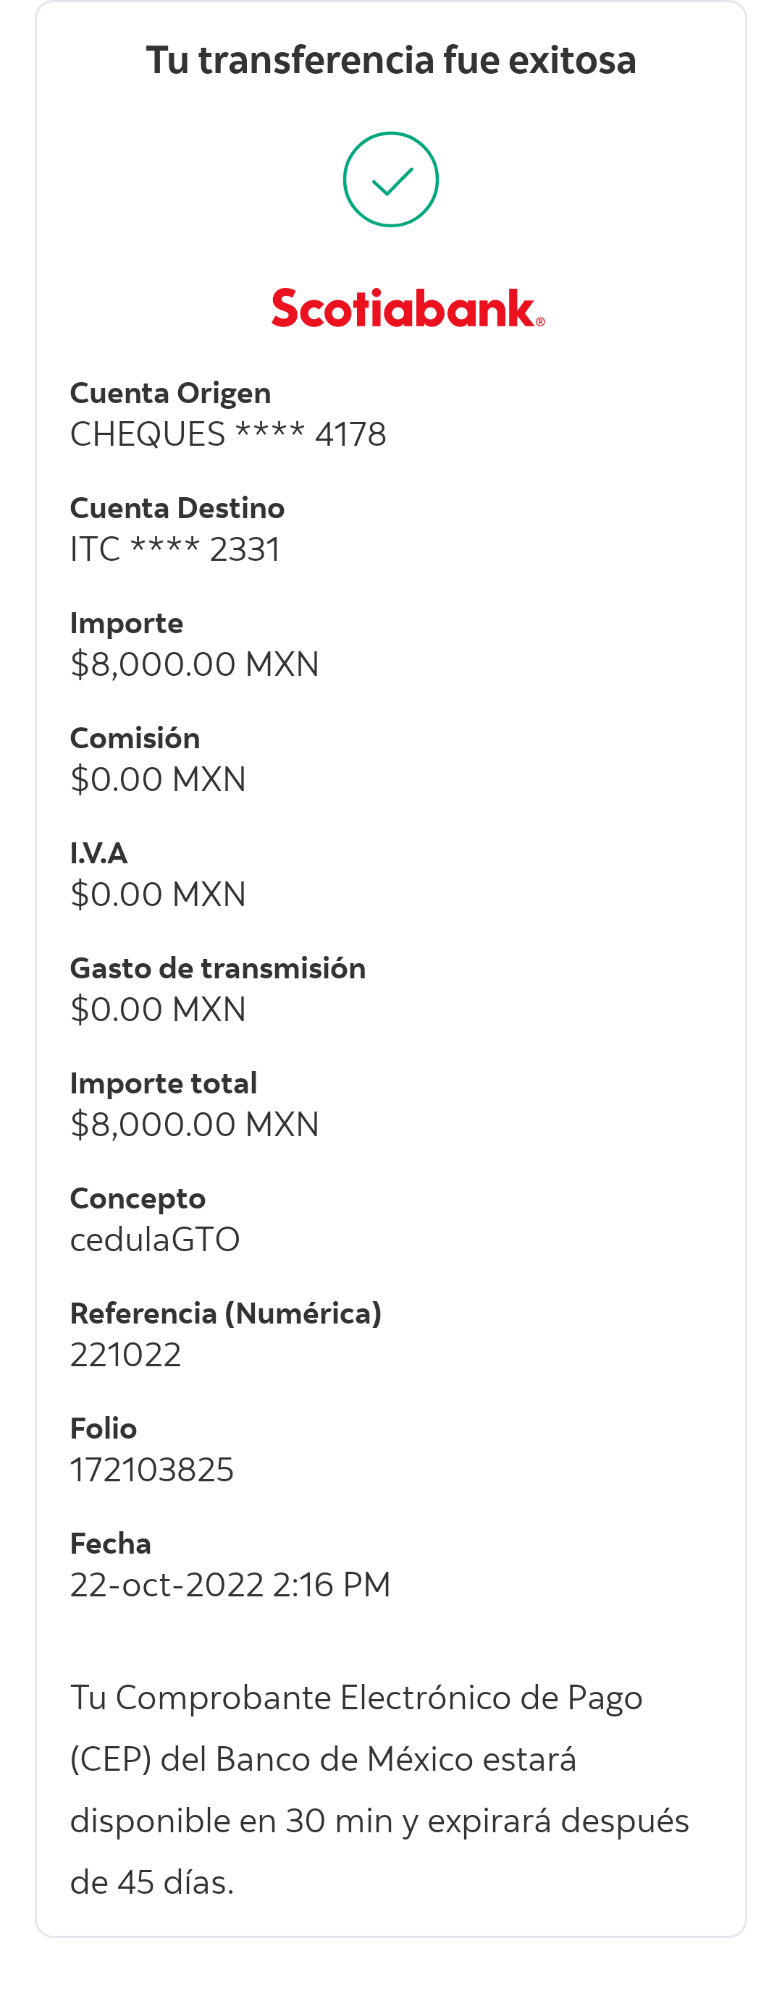 Tu transferencia fue exitosa
Scotiabank®
Cuenta Origen
CHEQUES **** 4178
Cuenta Destino
ITC **** 2331
Importe
$8,000.00 MXN
Comisión
$0.00 MXN
I.V.A
$0.00 MXN
Gasto de transmisión
$0.00 MXN
Importe total
$8,000.00 MXN
Concepto
cedulaGTO
Referencia (Numérica)
221022
Folio
172103825
Fecha
22-oct-2022 2:16 PM
Tu Comprobante Electrónico de Pago
(CEP) del Banco de México estará
disponible en 30 min y expirará después
de 45 días.